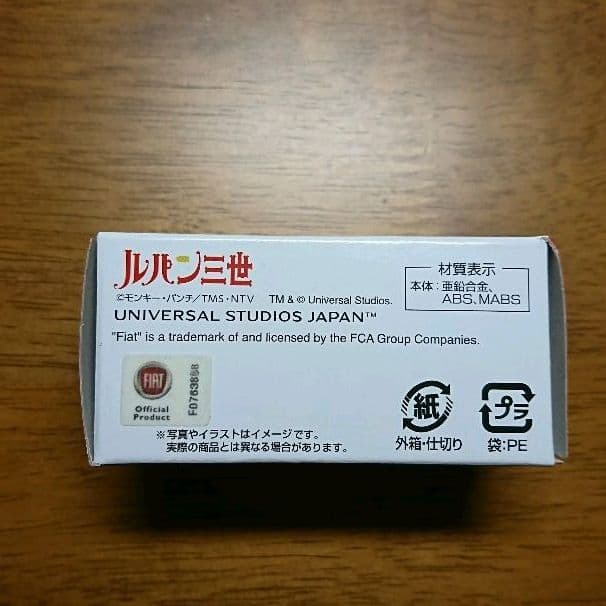 ルパン三世
©モンキー・パンチ/TMS・NTV TM & © Universal Studios.
UNIVERSAL STUDIOS JAPAN™
"Fiat" is a trademark of and licensed by the FCA Group Companies.
材質表示
本体：亜鉛合金、
ABS、MABS
FIAT
Official
Product
F0763888
※写真やイラストはイメージです。
実際の商品とは異なる場合があります。
紙
外箱・仕切り
プラ
袋：PE